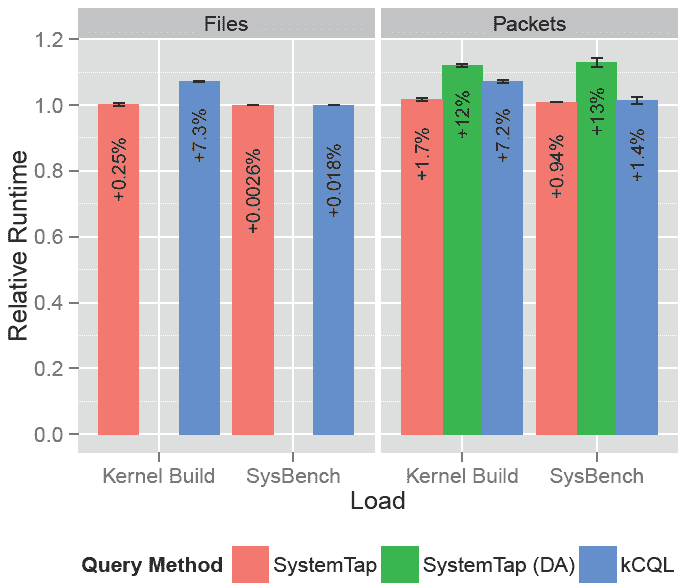 Files
Packets
Relative Runtime
1.2
1.0
0.8
0.6
0.4
0.2
0.0
+0.25%
+7.3%
+0.0026%
+0.018%
+1.7%
+12%
+7.2%
+0.94%
+13%
+1.4%
Kernel Build
SysBench
Kernel Build
SysBench
Load
Query Method SystemTap SystemTap (DA) kCQL